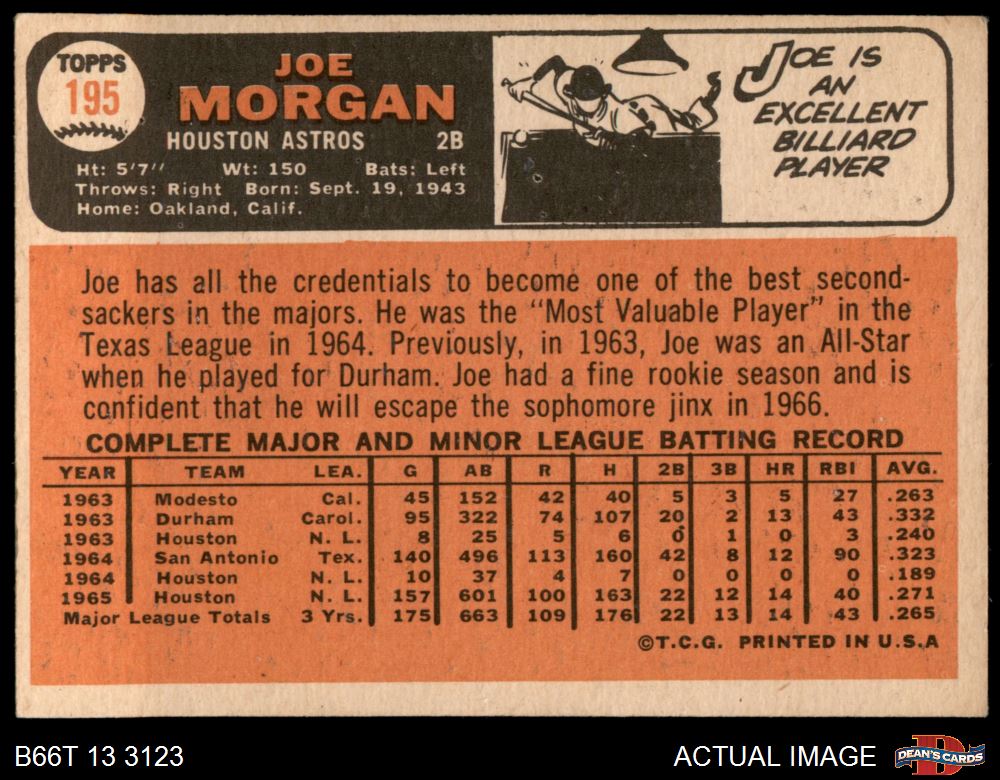 TOPPS
195
JOE
MORGAN
HOUSTON ASTROS 2B
Ht: 5'7" Wt: 150 Bats: Left
Throws: Right Born: Sept. 19, 1943
Home: Oakland, Calif.
JOE IS
AN
EXCELLENT
BILLIARD
PLAYER
Joe has all the credentials to become one of the best second-
sackers in the majors. He was the "Most Valuable Player" in the
Texas League in 1964. Previously, in 1963, Joe was an All-Star
when he played for Durham. Joe had a fine rookie season and is
confident that he will escape the sophomore jinx in 1966.
COMPLETE MAJOR AND MINOR LEAGUE BATTING RECORD
YEAR TEAM LEA. G AB R H 2B 3B HR RBI AVG.
1963 Modesto Cal. 45 152 42 40 5 3 5 27 .263
1963 Durham Carol. 95 322 74 107 20 2 13 43 .332
1963 Houston N. L. 8 25 5 6 0 1 0 3 .240
1964 San Antonio Tex. 140 496 113 160 42 8 12 90 .323
1964 Houston N. L. 10 37 4 7 0 0 0 0 .189
1965 Houston N. L. 157 601 100 163 22 12 14 40 .271
Major League Totals 3 Yrs. 175 663 109 176 22 13 14 43 .265
©T.C.G. PRINTED IN U.S.A
B66T 13 3123
ACTUAL IMAGE
DEAN'S CARDS